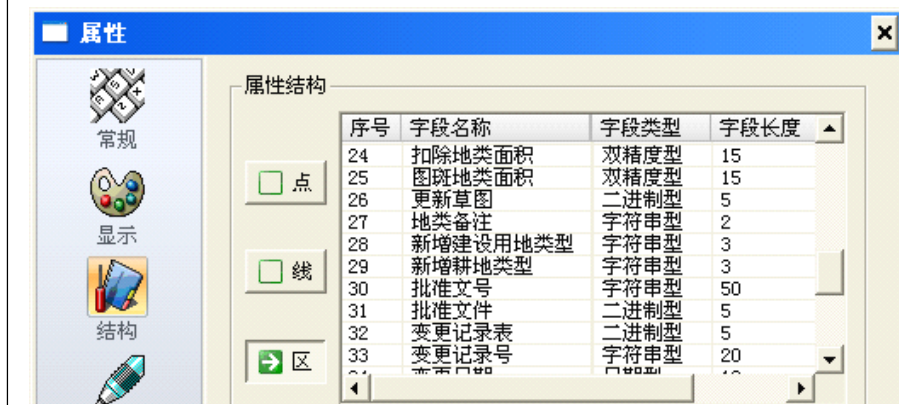 属性
属性结构
常规
显示
结构
点
线
区
序号 字段名称 字段类型 字段长度
24 扣除地类面积 双精度型 15
25 图斑地类面积 双精度型 15
26 更新草图 二进制型 5
27 地类备注 字符串型 2
28 新增建设用地类型 字符串型 3
29 新增耕地类型 字符串型 3
30 批准文号 字符串型 50
31 批准文件 二进制型 5
32 变更记录表 二进制型 5
33 变更记录号 字符串型 20